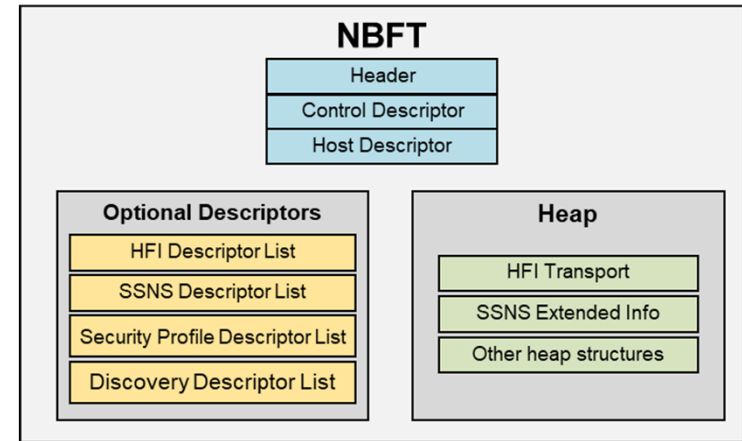 NBFT
Header
Control Descriptor
Host Descriptor
Optional Descriptors
HFI Descriptor List
SSNS Descriptor List
Security Profile Descriptor List
Discovery Descriptor List
Heap
HFI Transport
SSNS Extended Info
Other heap structures